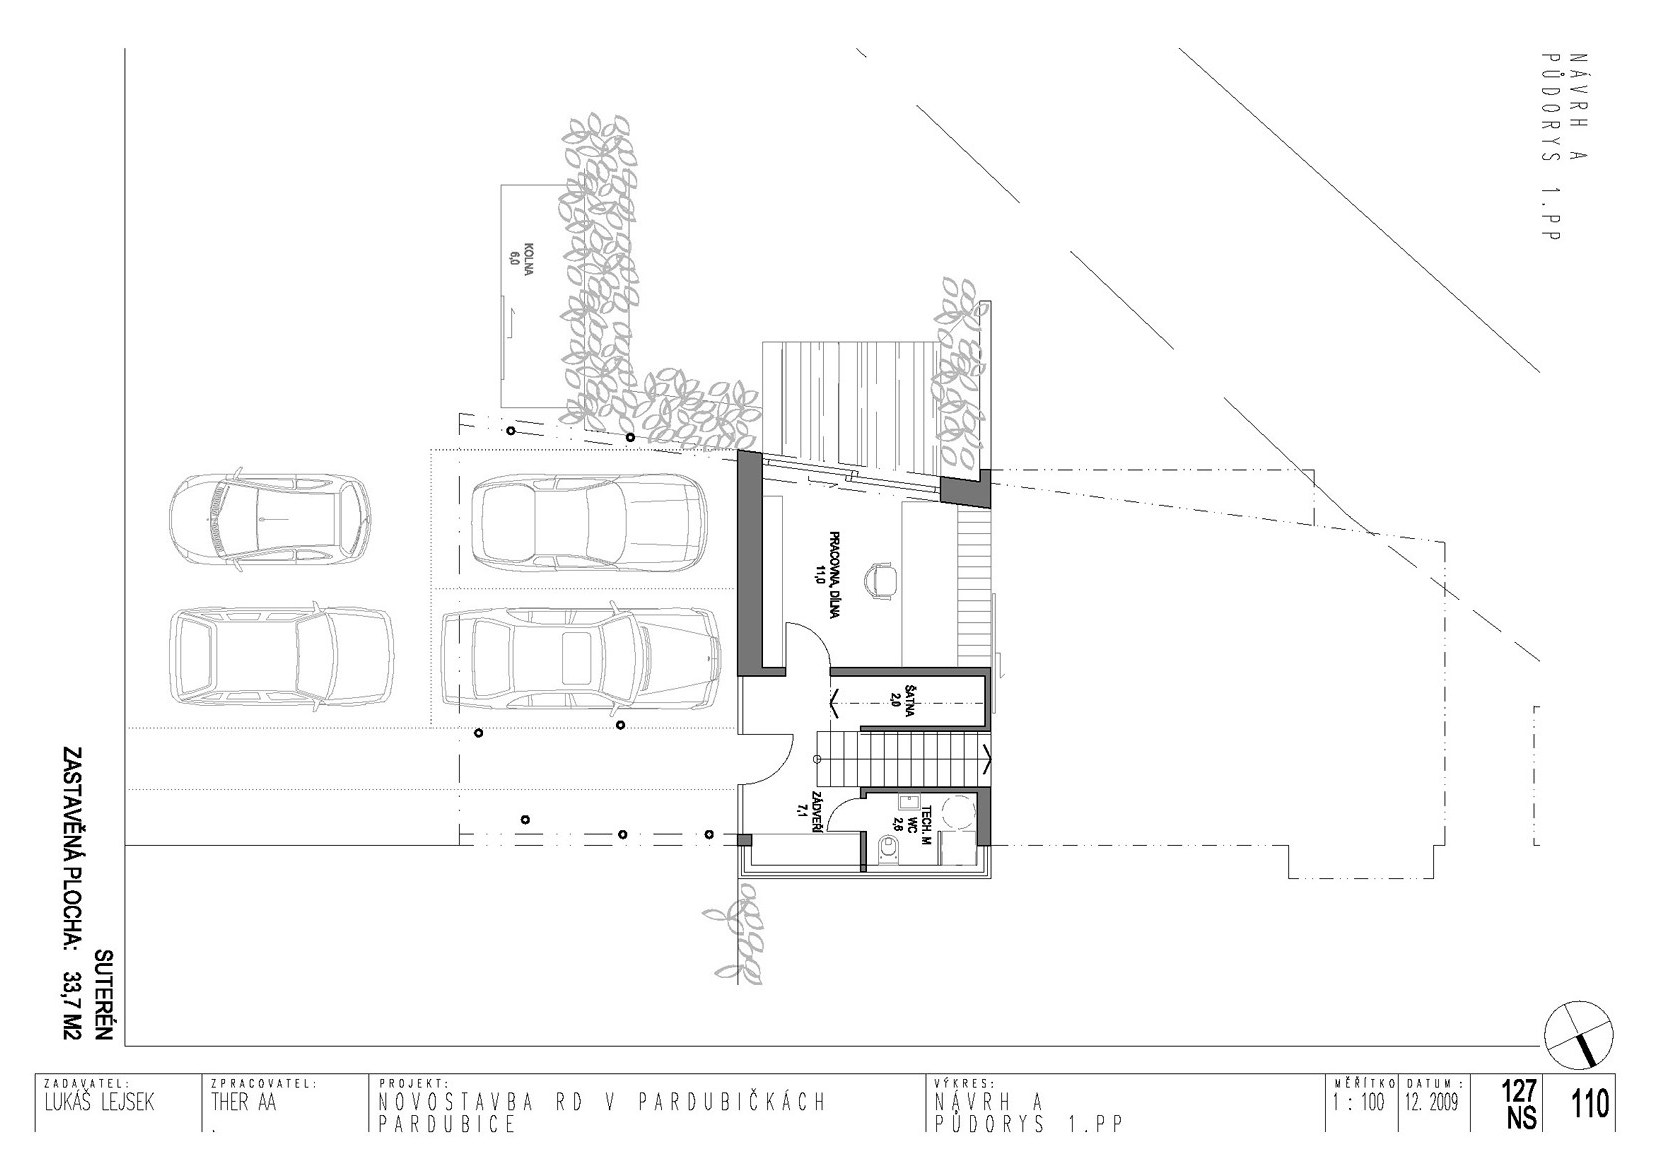 NÁVRH A
PŮDORYS 1.PP
KOLNA
6,0
PRACOVNA, DÍLNA
11,0
ŠATNA
2,0
ZÁDVEŘÍ
7,1
TECH. M
WC
2,8
SUTERÉN
ZASTAVĚNÁ PLOCHA: 33,7 M2
ZADAVATEL:
LUKÁŠ LEJSEK
ZPRACOVATEL:
THER AA
.
PROJEKT:
NOVOSTAVBA RD V PARDUBIČKÁCH
PARDUBICE
VÝKRES:
NÁVRH A
PŮDORYS 1.PP
MĚŘÍTKO
1 : 100
DATUM :
12. 2009
127
NS
110